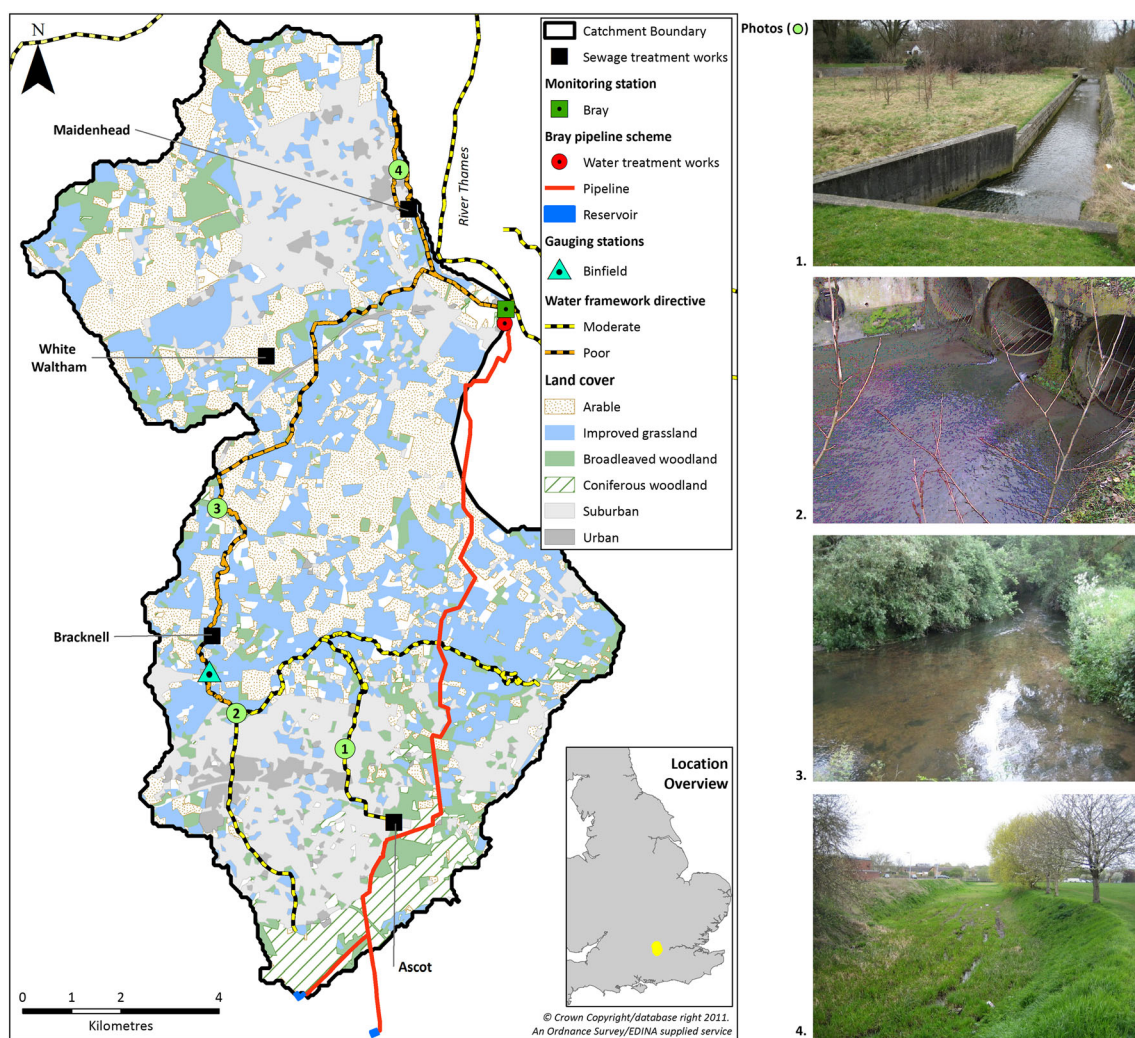 N
Maidenhead
White
Waltham
Bracknell
Ascot
River Thames
4
3
2
1
0 1 2 4
Kilometres
Catchment Boundary
Sewage treatment works
Monitoring station
Bray
Bray pipeline scheme
Water treatment works
Pipeline
Reservoir
Gauging stations
Binfield
Water framework directive
Moderate
Poor
Land cover
Arable
Improved grassland
Broadleaved woodland
Coniferous woodland
Suburban
Urban
Location
Overview
© Crown Copyright/database right 2011.
An Ordnance Survey/EDINA supplied service
Photos ( )
1.
2.
3.
4.